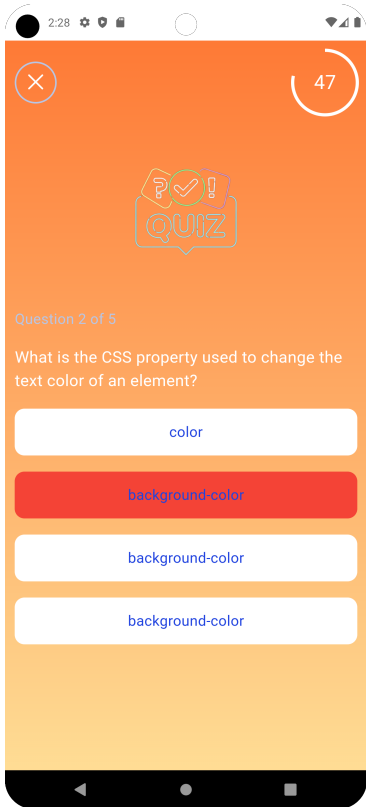 2:28
47
? !
QUIZ
Question 2 of 5
What is the CSS property used to change the
text color of an element?
color
background-color
background-color
background-color